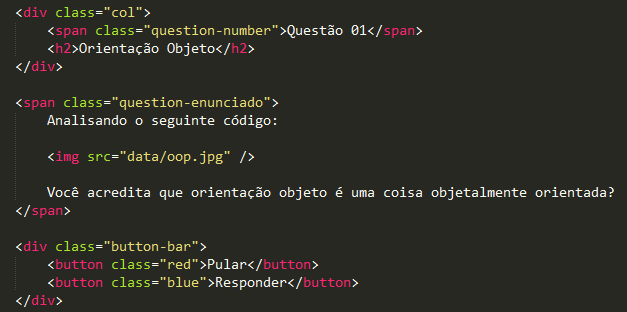 <div class="col">
<span class="question-number">Questão 01</span>
<h2>Orientação Objeto</h2>
</div>
<span class="question-enunciado">
Analisando o seguinte código:
<img src="data/oop.jpg" />
Você acredita que orientação objeto é uma coisa objetalmente orientada?
</span>
<div class="button-bar">
<button class="red">Pular</button>
<button class="blue">Responder</button>
</div>